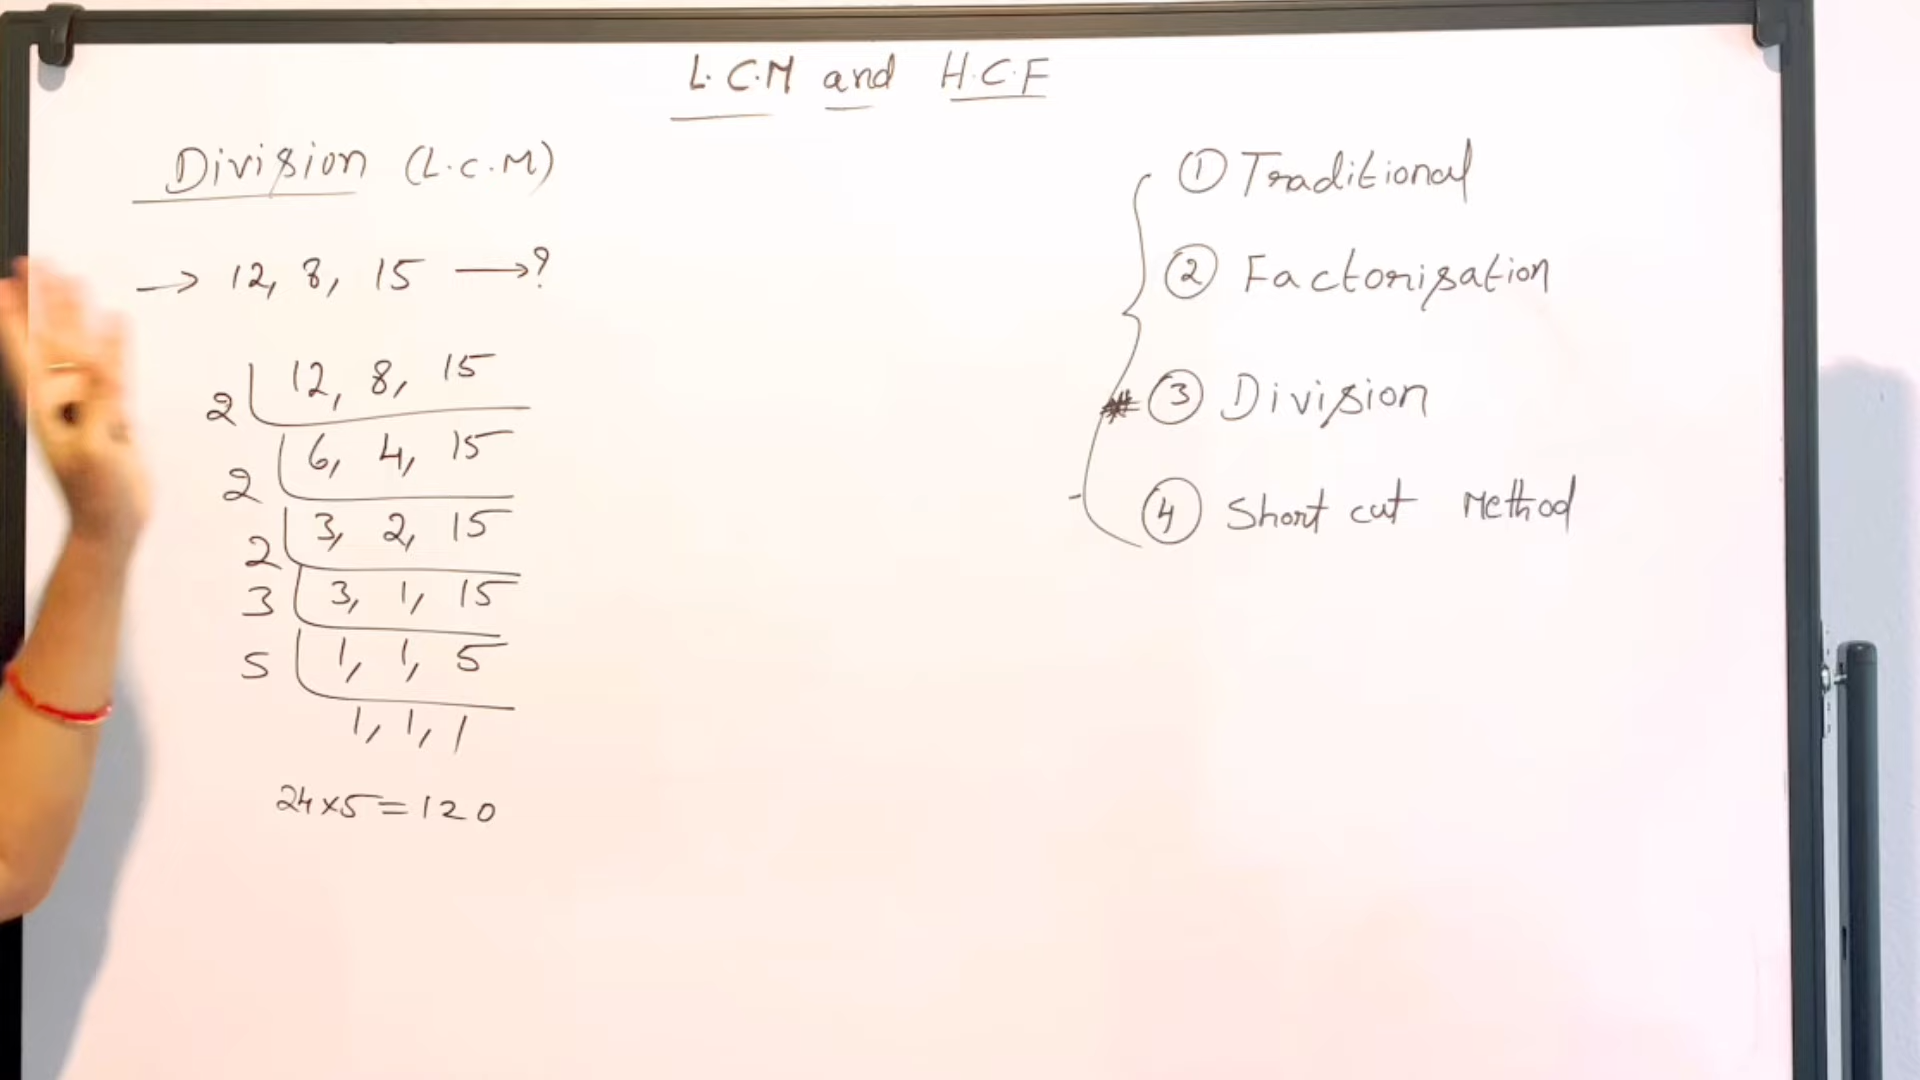 L.C.M and H.C.F
Division (L.C.M)
→ 12, 8, 15 →?
2 12, 8, 15
2 6, 4, 15
2 3, 2, 15
3 3, 1, 15
5 1, 1, 5
1, 1, 1
24×5=120
① Traditional
② Factorisation
③ Division
④ Short cut Method